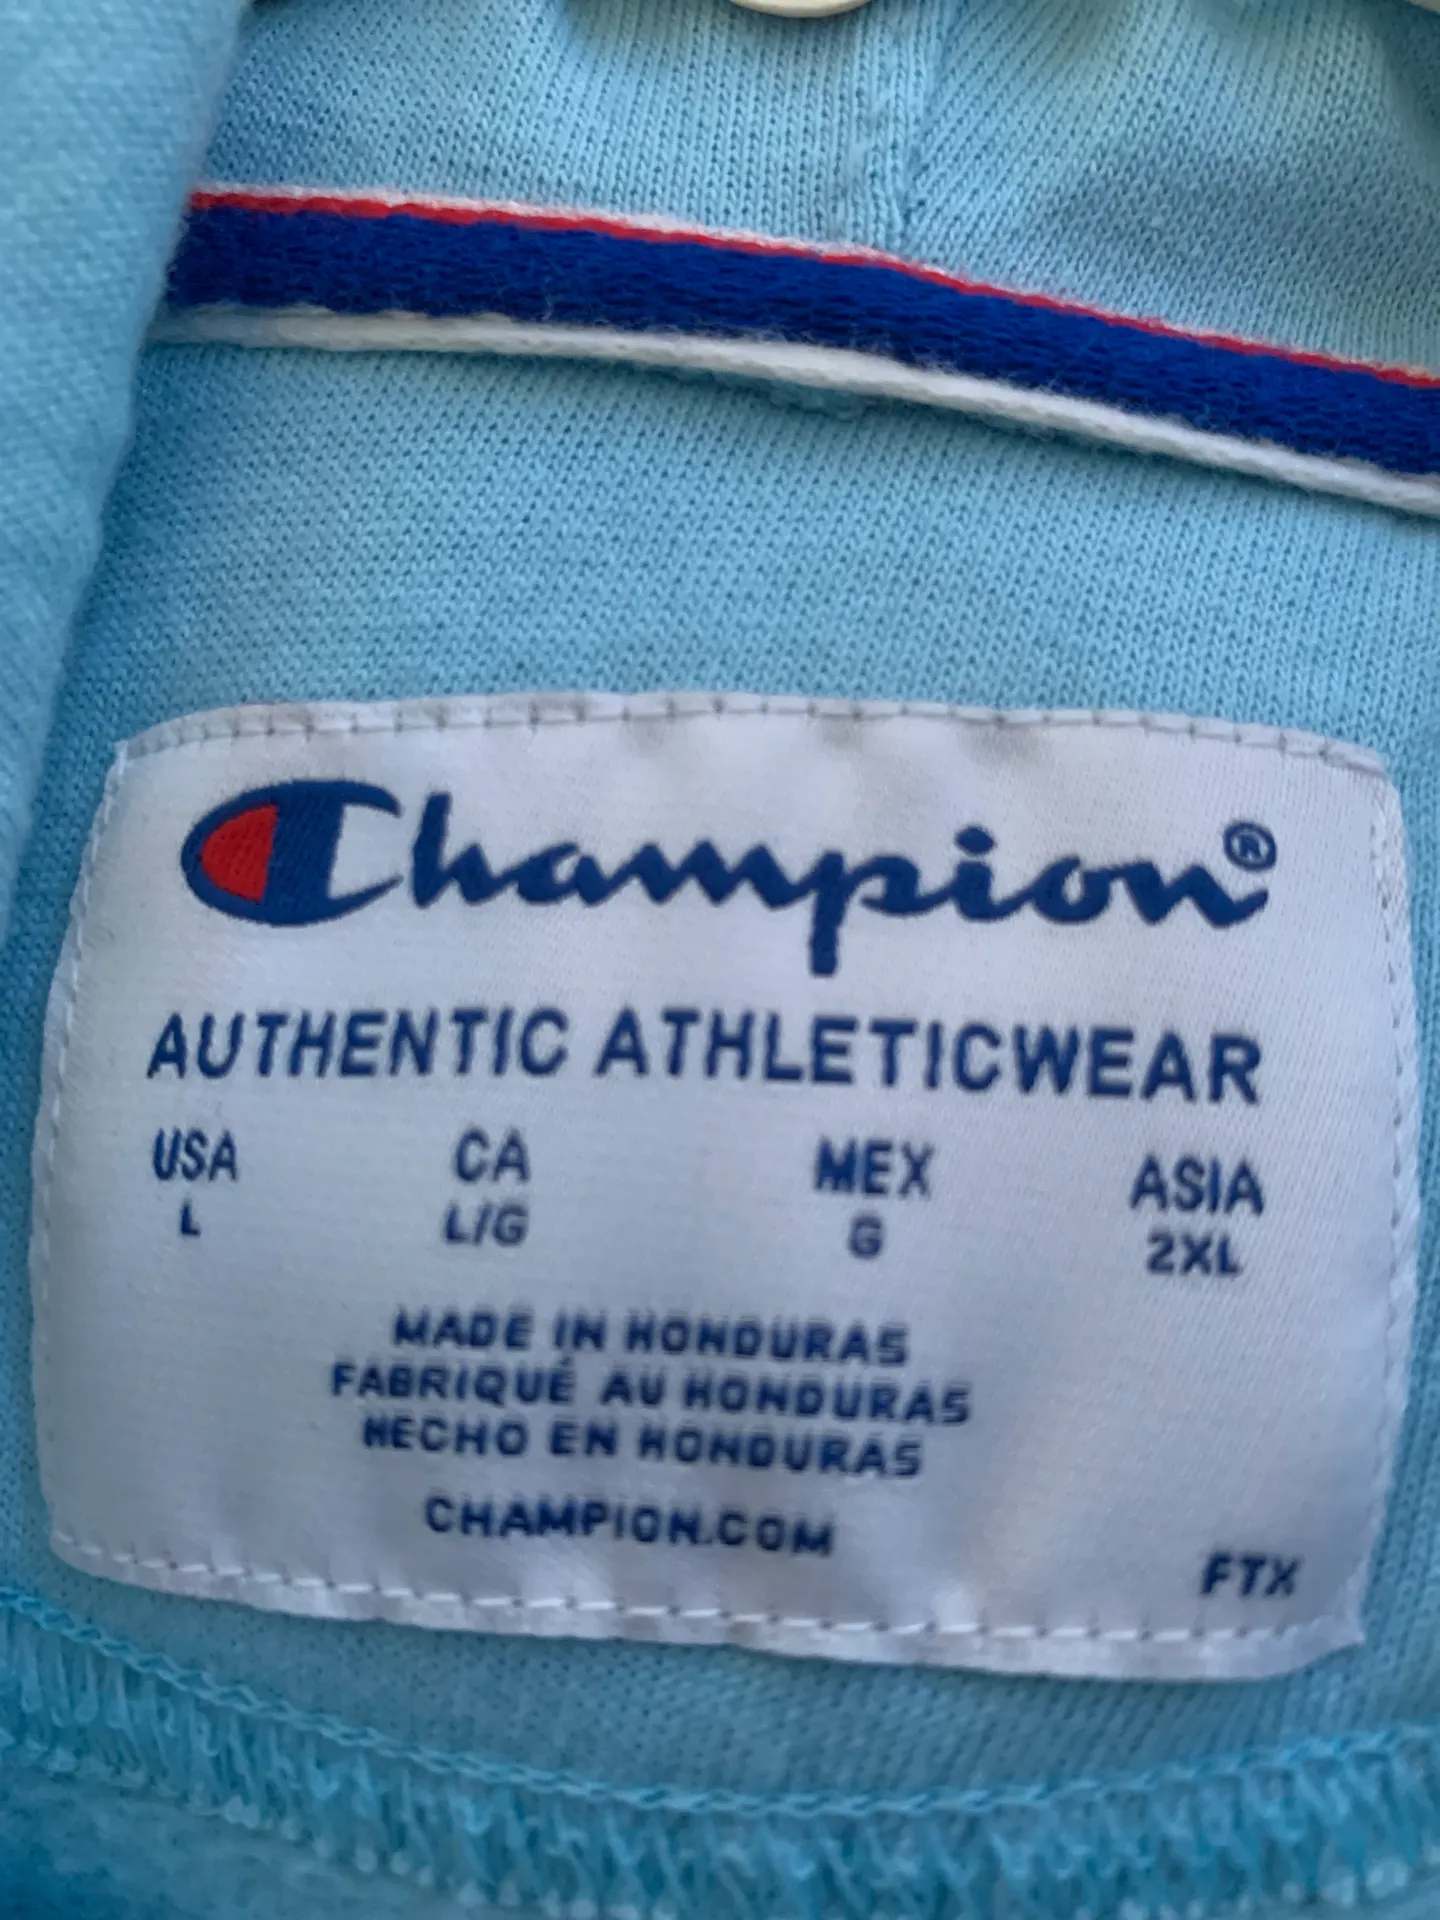 Champion®
AUTHENTIC ATHLETICWEAR
USA CA MEX ASIA
L L/G G 2XL
MADE IN HONDURAS
FABRIQUÉ AU HONDURAS
HECHO EN HONDURAS
CHAMPION.COM
FTX